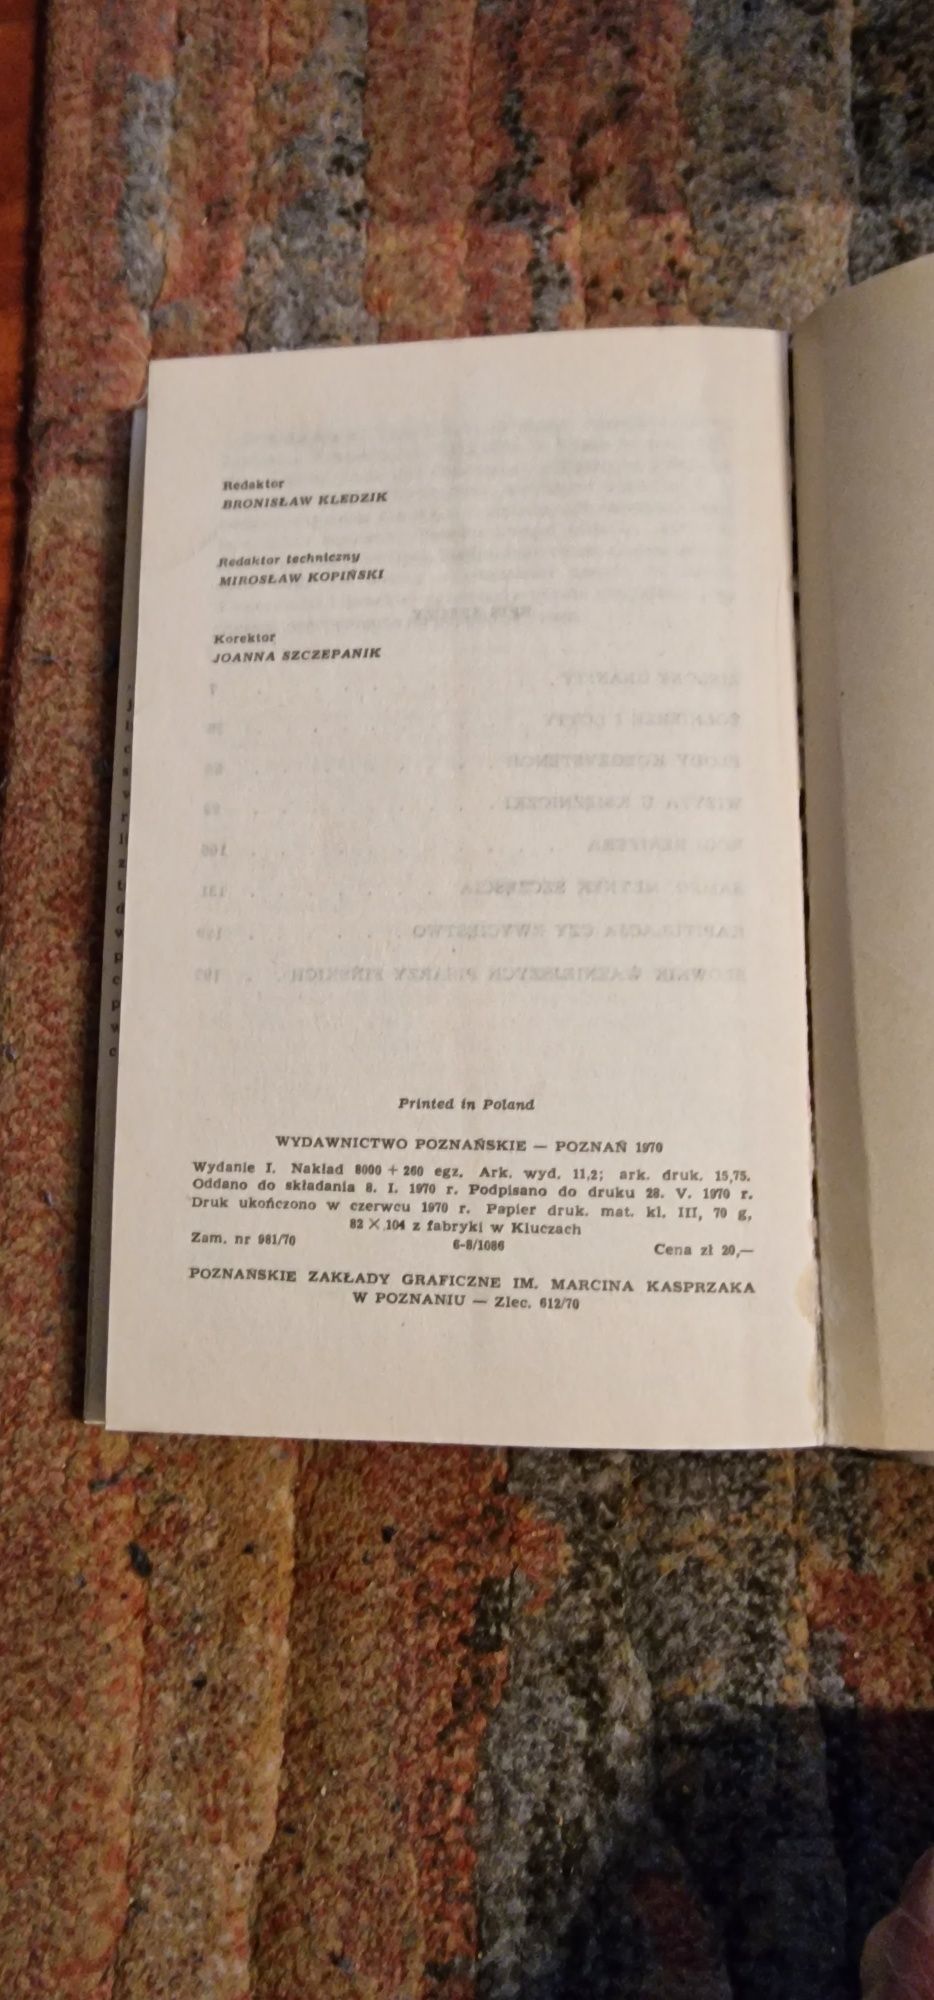 Redaktor
BRONISŁAW KLEDZIK
Redaktor techniczny
MIROSŁAW KOPIŃSKI
Korektor
JOANNA SZCZEPANIK
Printed in Poland
WYDAWNICTWO POZNAŃSKIE — POZNAŃ 1970
Wydanie I. Nakład 8000 + 260 egz. Ark. wyd. 11,2; ark. druk. 15,75.
Oddano do składania 8. I. 1970 r. Podpisano do druku 28. V. 1970 r.
Druk ukończono w czerwcu 1970 r. Papier druk. mat. kl. III, 70 g,
82 × 104 z fabryki w Kluczach
Zam. nr 981/70 6-8/1086 Cena zł 20,—
POZNAŃSKIE ZAKŁADY GRAFICZNE IM. MARCINA KASPRZAKA
W POZNANIU — Zlec. 612/70